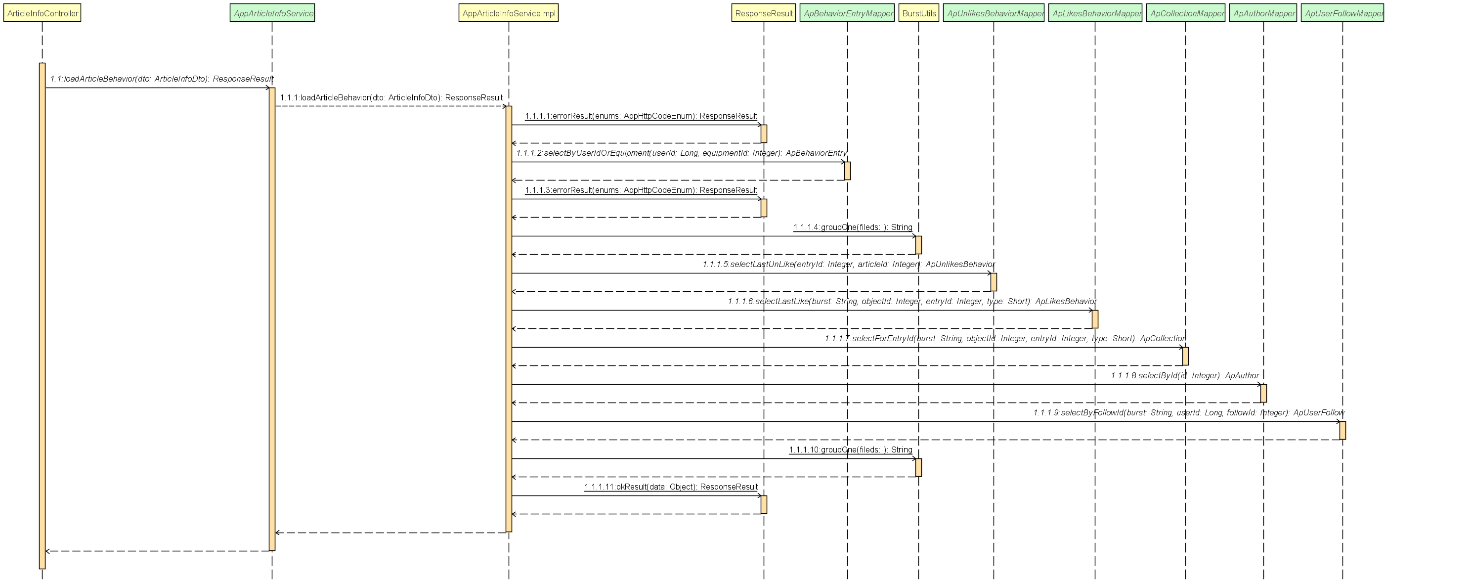 ArticleInfoController
AppArticleInfoService
AppArticleInfoServiceImpl
ResponseResult
ApBehaviorEntryMapper
BurstUtils
ApUnlikesBehaviorMapper
ApLikesBehaviorMapper
ApCollectionMapper
ApAuthorMapper
ApUserFollowMapper
1.1:loadArticleBehavior(dto: ArticleInfoDto): ResponseResult
1.1.1:loadArticleBehavior(dto: ArticleInfoDto): ResponseResult
1.1.1.1:errorResult(enums: AppHttpCodeEnum): ResponseResult
1.1.1.2:selectByUserIdOrEquipment(userId: Long, equipmentId: Integer): ApBehaviorEntry
1.1.1.3:errorResult(enums: AppHttpCodeEnum): ResponseResult
1.1.1.4:groupOne(fileds: ): String
1.1.1.5:selectLastUnLike(entryId: Integer, articleId: Integer): ApUnlikesBehavior
1.1.1.6:selectLastLike(burst: String, objectId: Integer, entryId: Integer, type: Short): ApLikesBehavior
1.1.1.7:selectForEntryId(burst: String, objectId: Integer, entryId: Integer, type: Short): ApCollection
1.1.1.8:selectById(id: Integer): ApAuthor
1.1.1.9:selectByFollowId(burst: String, userId: Long, followId: Integer): ApUserFollow
1.1.1.10:groupOne(fileds: ): String
1.1.1.11:okResult(data: Object): ResponseResult